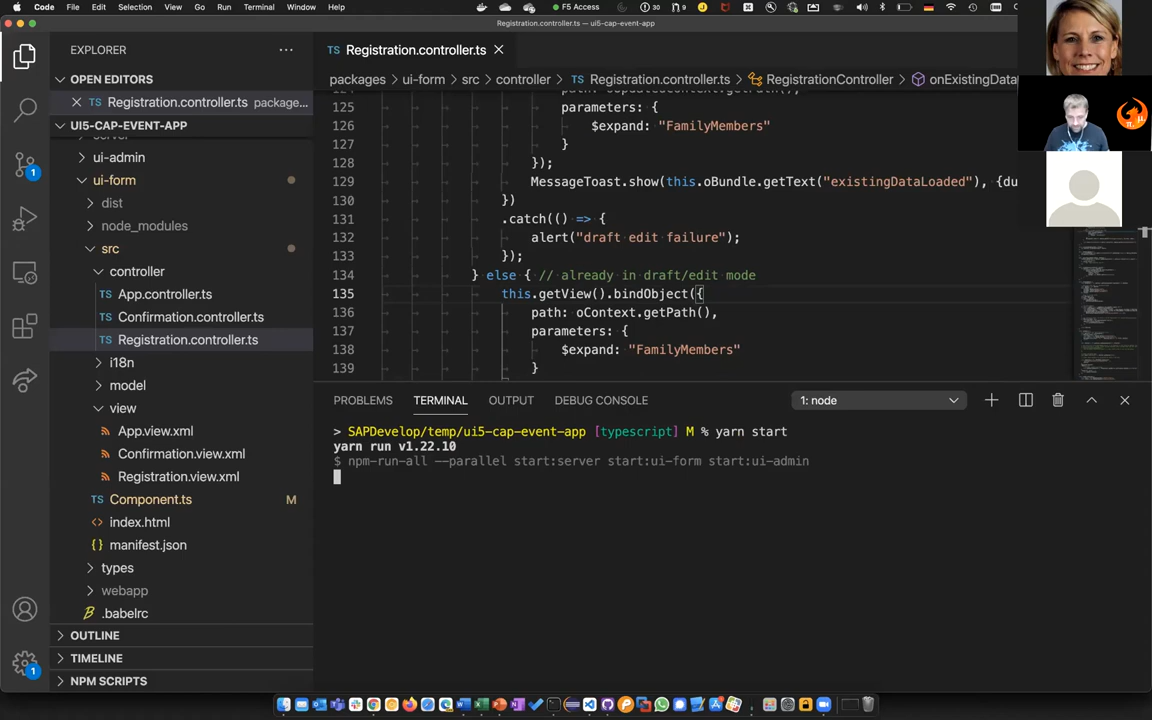 Code File Edit Selection View Go Run Terminal Window Help
F5 Access 30 9
Registration.controller.ts — ui5-cap-event-app
EXPLORER
OPEN EDITORS
TS Registration.controller.ts package...
UI5-CAP-EVENT-APP
server
ui-admin
ui-form
dist
node_modules
src
controller
TS App.controller.ts
TS Confirmation.controller.ts
TS Registration.controller.ts
i18n
model
view
App.view.xml
Confirmation.view.xml
Registration.view.xml
TS Component.ts M
index.html
manifest.json
types
webapp
.babelrc
OUTLINE
TIMELINE
NPM SCRIPTS
1
1
TS Registration.controller.ts
packages > ui-form > src > controller > TS Registration.controller.ts > RegistrationController > onExistingData
125 parameters: {
126 $expand: "FamilyMembers"
127 }
128 });
129 MessageToast.show(this.oBundle.getText("existingDataLoaded"), {du
130 })
131 .catch(() => {
132 alert("draft edit failure");
133 });
134 } else { // already in draft/edit mode
135 this.getView().bindObject({
136 path: oContext.getPath(),
137 parameters: {
138 $expand: "FamilyMembers"
139 }
PROBLEMS TERMINAL OUTPUT DEBUG CONSOLE 1: node
> SAPDevelop/temp/ui5-cap-event-app [typescript] M % yarn start
yarn run v1.22.10
$ npm-run-all --parallel start:server start:ui-form start:ui-admin